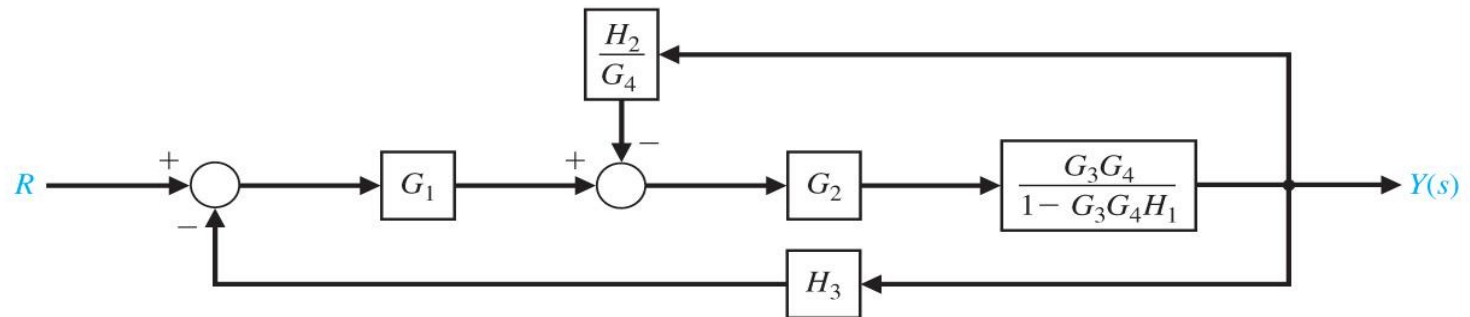 H₂
G₄
+
−
+
R
G₁
G₂
G₃G₄
1− G₃G₄H₁
Y(s)
−
H₃